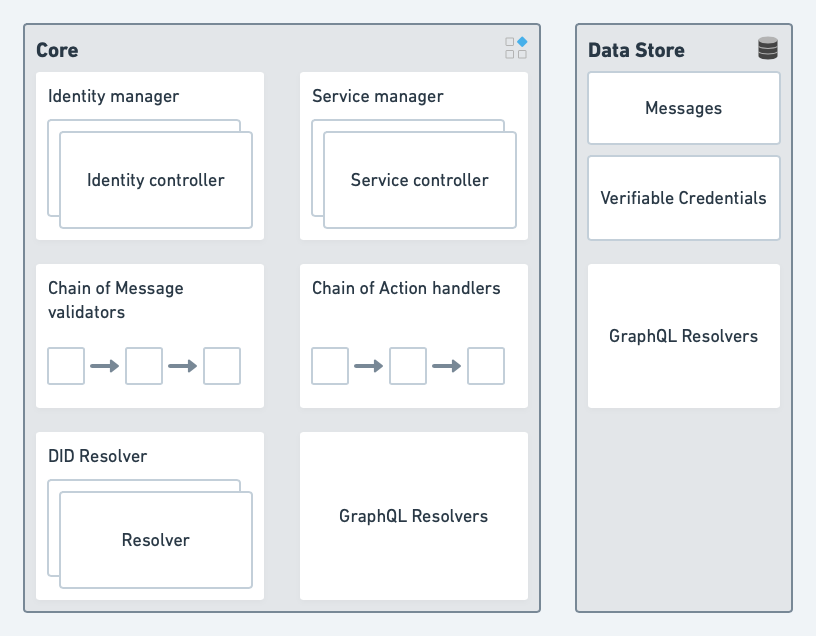 Core
Identity manager
Identity controller
Service manager
Service controller
Chain of Message
validators
Chain of Action handlers
DID Resolver
Resolver
GraphQL Resolvers
Data Store
Messages
Verifiable Credentials
GraphQL Resolvers